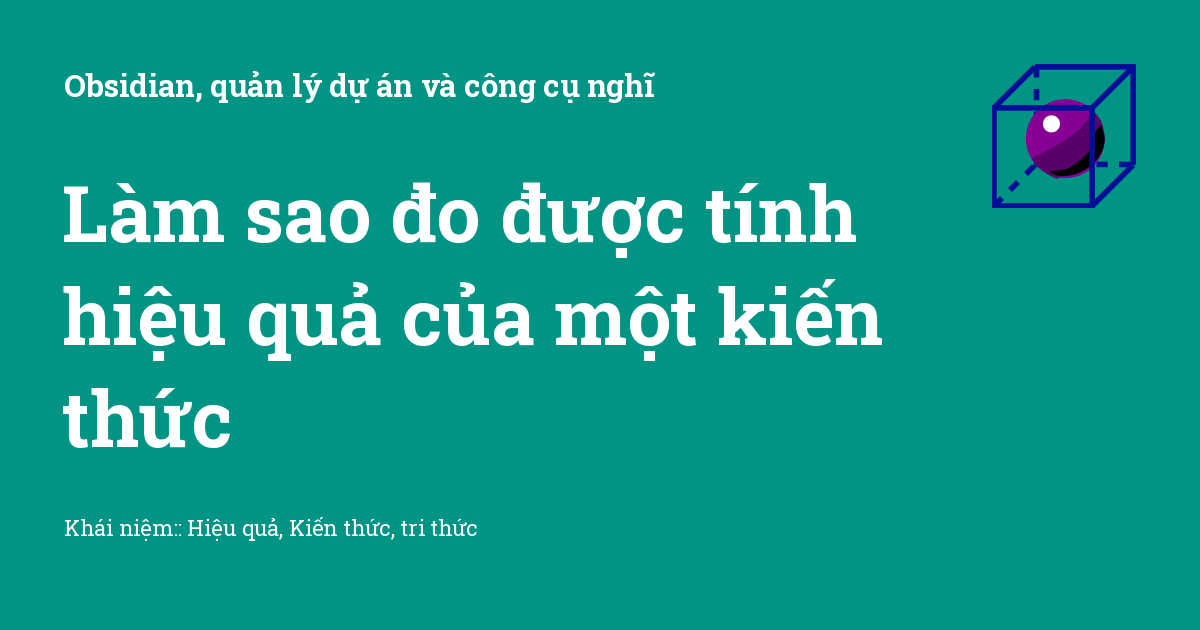 Obsidian, quản lý dự án và công cụ nghĩ
Làm sao đo được tính
hiệu quả của một kiến
thức
Khái niệm:: Hiệu quả, Kiến thức, tri thức